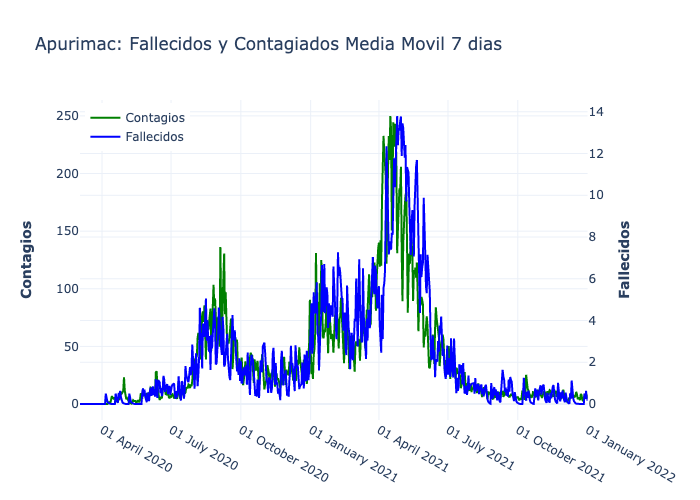 Apurimac: Fallecidos y Contagiados Media Movil 7 dias
Contagios
Fallecidos
250
200
150
100
50
0
14
12
10
8
6
4
2
0
Contagios
Fallecidos
01 April 2020
01 July 2020
01 October 2020
01 January 2021
01 April 2021
01 July 2021
01 October 2021
01 January 2022